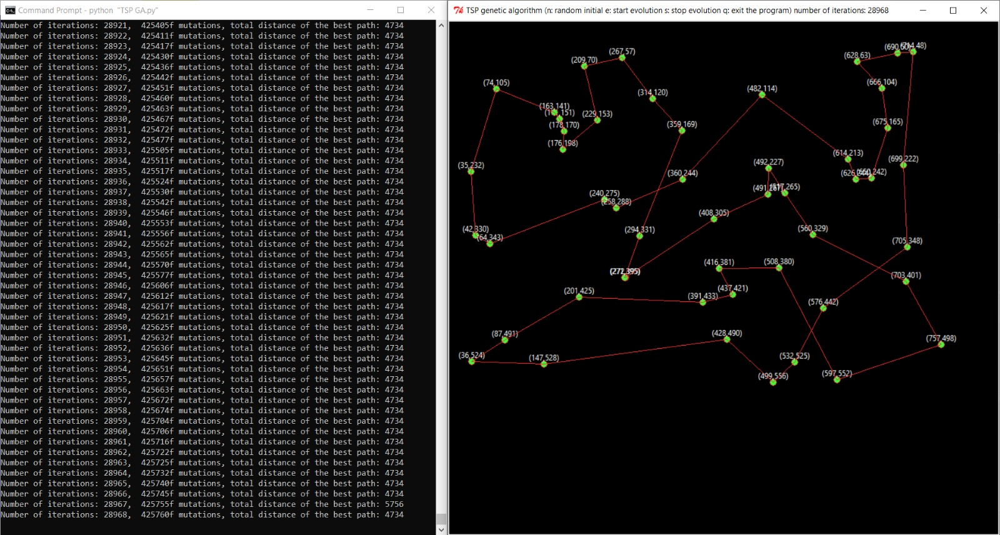 Command Prompt - python "TSP GA.py"
Number of iterations: 28921, 425405f mutations, total distance of the best path: 4734
Number of iterations: 28922, 425411f mutations, total distance of the best path: 4734
Number of iterations: 28923, 425417f mutations, total distance of the best path: 4734
Number of iterations: 28924, 425430f mutations, total distance of the best path: 4734
Number of iterations: 28925, 425436f mutations, total distance of the best path: 4734
Number of iterations: 28926, 425442f mutations, total distance of the best path: 4734
Number of iterations: 28927, 425451f mutations, total distance of the best path: 4734
Number of iterations: 28928, 425460f mutations, total distance of the best path: 4734
Number of iterations: 28929, 425463f mutations, total distance of the best path: 4734
Number of iterations: 28930, 425467f mutations, total distance of the best path: 4734
Number of iterations: 28931, 425472f mutations, total distance of the best path: 4734
Number of iterations: 28932, 425477f mutations, total distance of the best path: 4734
Number of iterations: 28933, 425505f mutations, total distance of the best path: 4734
Number of iterations: 28934, 425511f mutations, total distance of the best path: 4734
Number of iterations: 28935, 425517f mutations, total distance of the best path: 4734
Number of iterations: 28936, 425524f mutations, total distance of the best path: 4734
Number of iterations: 28937, 425530f mutations, total distance of the best path: 4734
Number of iterations: 28938, 425542f mutations, total distance of the best path: 4734
Number of iterations: 28939, 425546f mutations, total distance of the best path: 4734
Number of iterations: 28940, 425553f mutations, total distance of the best path: 4734
Number of iterations: 28941, 425556f mutations, total distance of the best path: 4734
Number of iterations: 28942, 425562f mutations, total distance of the best path: 4734
Number of iterations: 28943, 425565f mutations, total distance of the best path: 4734
Number of iterations: 28944, 425570f mutations, total distance of the best path: 4734
Number of iterations: 28945, 425577f mutations, total distance of the best path: 4734
Number of iterations: 28946, 425606f mutations, total distance of the best path: 4734
Number of iterations: 28947, 425612f mutations, total distance of the best path: 4734
Number of iterations: 28948, 425617f mutations, total distance of the best path: 4734
Number of iterations: 28949, 425621f mutations, total distance of the best path: 4734
Number of iterations: 28950, 425625f mutations, total distance of the best path: 4734
Number of iterations: 28951, 425632f mutations, total distance of the best path: 4734
Number of iterations: 28952, 425636f mutations, total distance of the best path: 4734
Number of iterations: 28953, 425645f mutations, total distance of the best path: 4734
Number of iterations: 28954, 425651f mutations, total distance of the best path: 4734
Number of iterations: 28955, 425657f mutations, total distance of the best path: 4734
Number of iterations: 28956, 425663f mutations, total distance of the best path: 4734
Number of iterations: 28957, 425672f mutations, total distance of the best path: 4734
Number of iterations: 28958, 425674f mutations, total distance of the best path: 4734
Number of iterations: 28959, 425704f mutations, total distance of the best path: 4734
Number of iterations: 28960, 425706f mutations, total distance of the best path: 4734
Number of iterations: 28961, 425716f mutations, total distance of the best path: 4734
Number of iterations: 28962, 425722f mutations, total distance of the best path: 4734
Number of iterations: 28963, 425725f mutations, total distance of the best path: 4734
Number of iterations: 28964, 425732f mutations, total distance of the best path: 4734
Number of iterations: 28965, 425740f mutations, total distance of the best path: 4734
Number of iterations: 28966, 425745f mutations, total distance of the best path: 4734
Number of iterations: 28967, 425755f mutations, total distance of the best path: 5756
Number of iterations: 28968, 425760f mutations, total distance of the best path: 4734
TSP genetic algorithm (n: random initial e: start evolution s: stop evolution q: exit the program) number of iterations: 28968
(690,60)
(714,48)
(267,57)
(628,63)
(209,70)
(74,105)
(666,104)
(482,114)
(314,120)
(163,141)
(229,153)
(675,165)
(359,169)
(178,170)
(176,198)
(614,213)
(699,222)
(492,227)
(35,232)
(650,242)
(360,244)
(517,265)
(240,275)
(258,288)
(408,305)
(560,329)
(294,331)
(42,330)
(64,343)
(705,348)
(416,381)
(508,380)
(703,401)
(201,425)
(437,421)
(391,433)
(576,442)
(87,491)
(428,490)
(757,498)
(36,524)
(147,528)
(532,525)
(499,556)
(597,552)